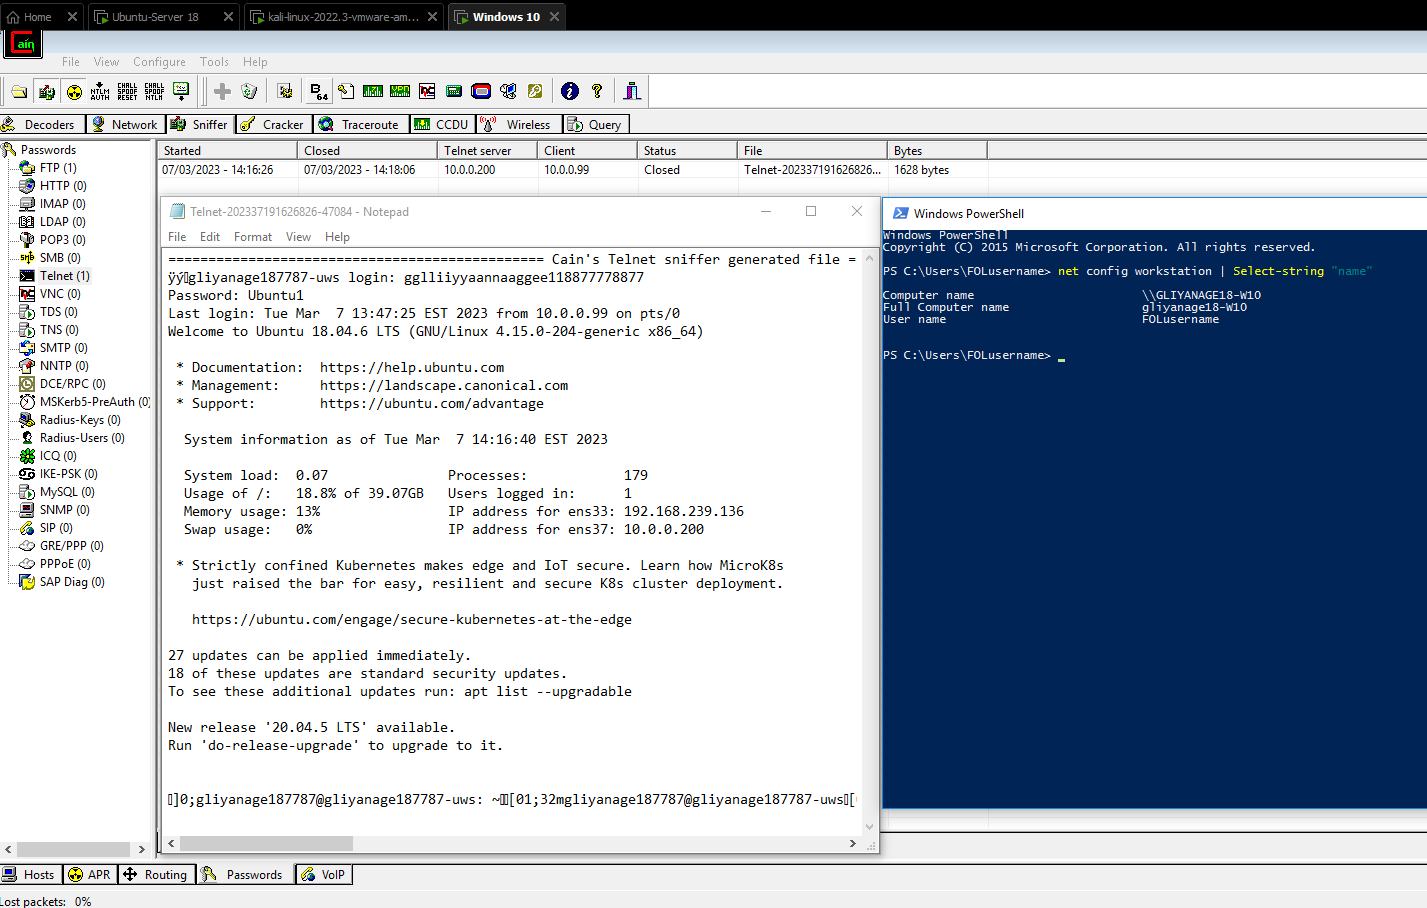 Home
Ubuntu-Server 18
kali-linux-2022.3-vmware-am...
Windows 10
Cain
File View Configure Tools Help
NTLM AUTH
CHALL SPOOF RESET
CHALL SPOOF NTLM
B 64
Decoders Network Sniffer Cracker Traceroute CCDU Wireless Query
Passwords
FTP (1)
HTTP (0)
IMAP (0)
LDAP (0)
POP3 (0)
SMB (0)
Telnet (1)
VNC (0)
TDS (0)
TNS (0)
SMTP (0)
NNTP (0)
DCE/RPC (0)
MSKerb5-PreAuth (0)
Radius-Keys (0)
Radius-Users (0)
ICQ (0)
IKE-PSK (0)
MySQL (0)
SNMP (0)
SIP (0)
GRE/PPP (0)
PPPoE (0)
SAP Diag (0)
Started Closed Telnet server Client Status File Bytes
07/03/2023 - 14:16:26 07/03/2023 - 14:18:06 10.0.0.200 10.0.0.99 Closed Telnet-202337191626826... 1628 bytes
Telnet-202337191626826-47084 - Notepad
File Edit Format View Help
=============================================== Cain's Telnet sniffer generated file =
ÿýgliyanage187787-uws login: gglliiyyaannaaggee118877778877
Password: Ubuntu1
Last login: Tue Mar  7 13:47:25 EST 2023 from 10.0.0.99 on pts/0
Welcome to Ubuntu 18.04.6 LTS (GNU/Linux 4.15.0-204-generic x86_64)
* Documentation:  https://help.ubuntu.com
* Management:     https://landscape.canonical.com
* Support:        https://ubuntu.com/advantage
System information as of Tue Mar  7 14:16:40 EST 2023
System load:  0.07               Processes:            179
Usage of /:   18.8% of 39.07GB   Users logged in:      1
Memory usage: 13%                IP address for ens33: 192.168.239.136
Swap usage:   0%                 IP address for ens37: 10.0.0.200
* Strictly confined Kubernetes makes edge and IoT secure. Learn how MicroK8s
just raised the bar for easy, resilient and secure K8s cluster deployment.
https://ubuntu.com/engage/secure-kubernetes-at-the-edge
27 updates can be applied immediately.
18 of these updates are standard security updates.
To see these additional updates run: apt list --upgradable
New release '20.04.5 LTS' available.
Run 'do-release-upgrade' to upgrade to it.
]0;gliyanage187787@gliyanage187787-uws: ~[01;32mgliyanage187787@gliyanage187787-uws[
Windows PowerShell
Windows PowerShell
Copyright (C) 2015 Microsoft Corporation. All rights reserved.
PS C:\Users\FOLusername> net config workstation | Select-string "name"
Computer name                        \\GLIYANAGE18-W10
Full Computer name                   gliyanage18-W10
User name                            FOLusername
PS C:\Users\FOLusername> _
Hosts APR Routing Passwords VoIP
Lost packets: 0%